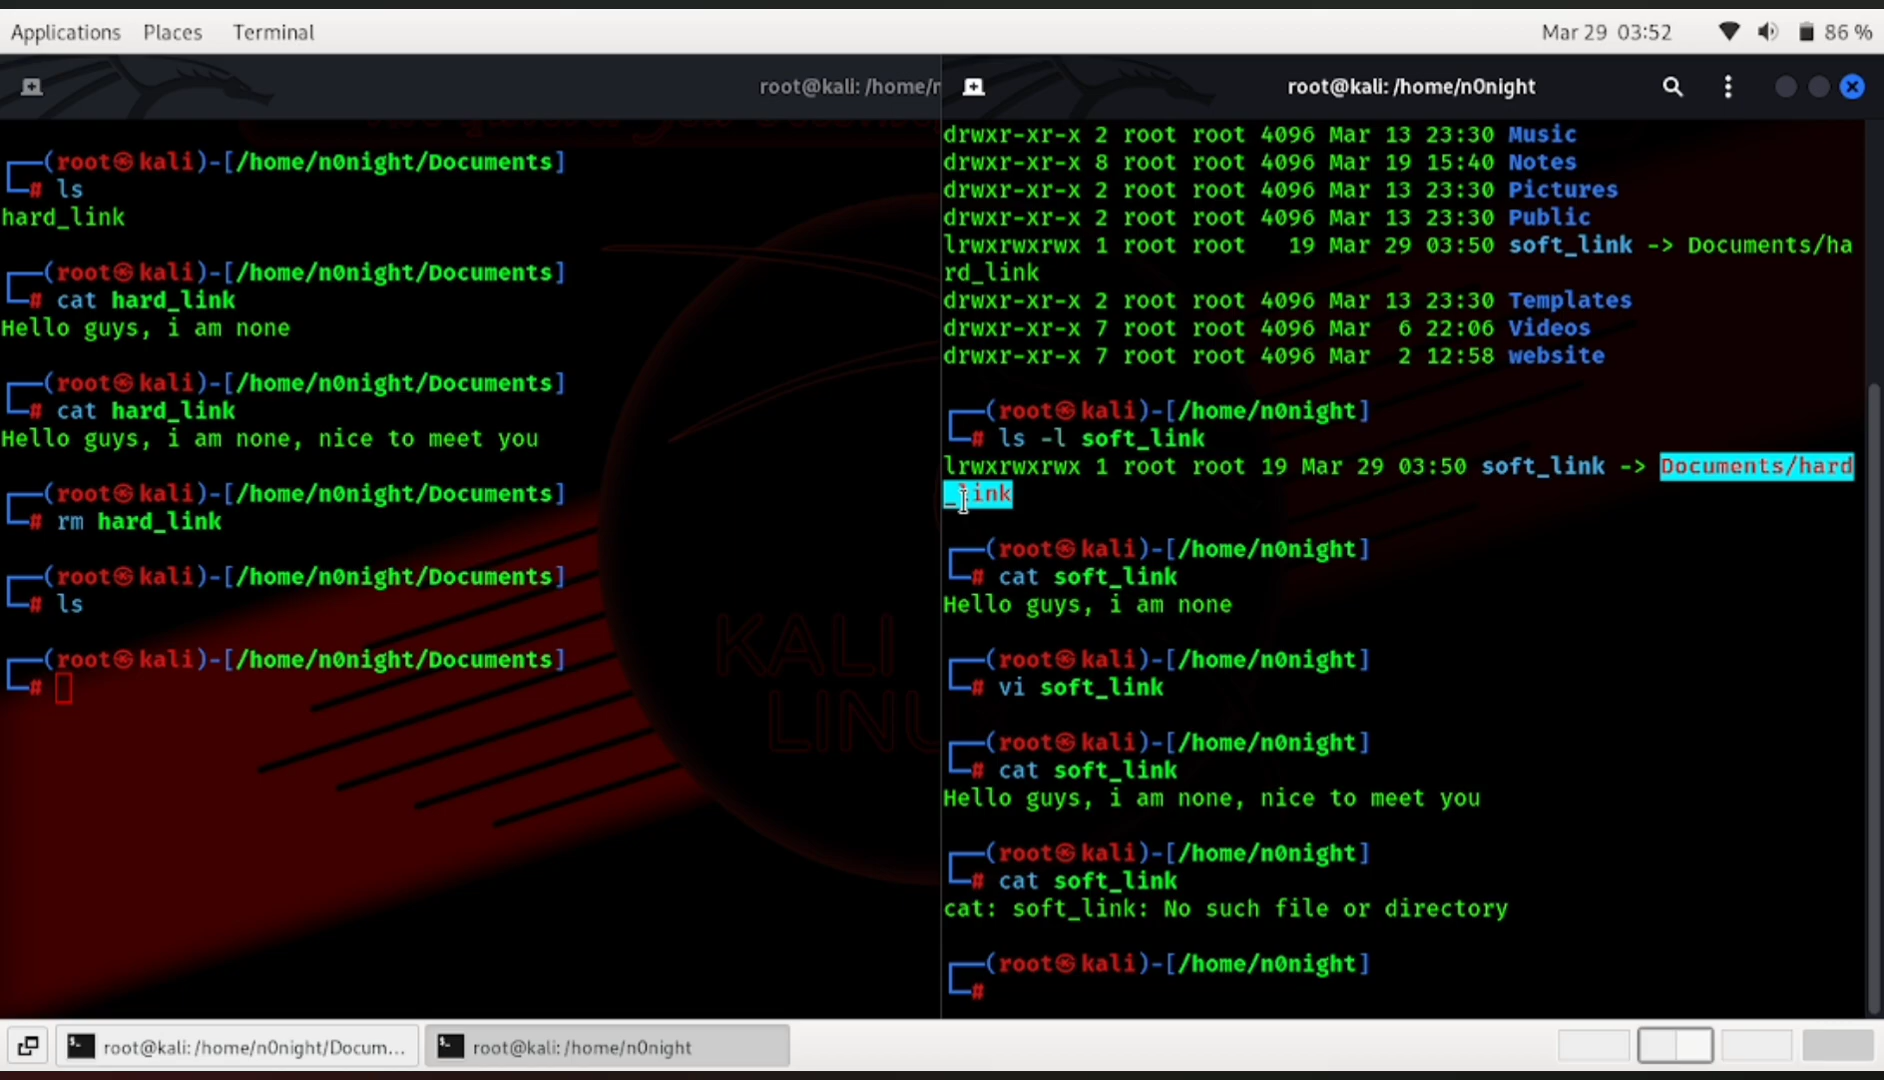 Applications Places Terminal
Mar 29 03:52 86 %
root@kali: /home/
root@kali: /home/n0night
(root㉿kali)-[/home/n0night/Documents]
# ls
hard_link
(root㉿kali)-[/home/n0night/Documents]
# cat hard_link
Hello guys, i am none
(root㉿kali)-[/home/n0night/Documents]
# cat hard_link
Hello guys, i am none, nice to meet you
(root㉿kali)-[/home/n0night/Documents]
# rm hard_link
(root㉿kali)-[/home/n0night/Documents]
# ls
(root㉿kali)-[/home/n0night/Documents]
#
KALI
LINU
drwxr-xr-x 2 root root 4096 Mar 13 23:30 Music
drwxr-xr-x 8 root root 4096 Mar 19 15:40 Notes
drwxr-xr-x 2 root root 4096 Mar 13 23:30 Pictures
drwxr-xr-x 2 root root 4096 Mar 13 23:30 Public
lrwxrwxrwx 1 root root   19 Mar 29 03:50 soft_link -> Documents/ha
rd_link
drwxr-xr-x 2 root root 4096 Mar 13 23:30 Templates
drwxr-xr-x 7 root root 4096 Mar  6 22:06 Videos
drwxr-xr-x 7 root root 4096 Mar  2 12:58 website
(root㉿kali)-[/home/n0night]
# ls -l soft_link
lrwxrwxrwx 1 root root 19 Mar 29 03:50 soft_link -> Documents/hard
_link
(root㉿kali)-[/home/n0night]
# cat soft_link
Hello guys, i am none
(root㉿kali)-[/home/n0night]
# vi soft_link
(root㉿kali)-[/home/n0night]
# cat soft_link
Hello guys, i am none, nice to meet you
(root㉿kali)-[/home/n0night]
# cat soft_link
cat: soft_link: No such file or directory
(root㉿kali)-[/home/n0night]
#
root@kali: /home/n0night/Docum...
root@kali: /home/n0night